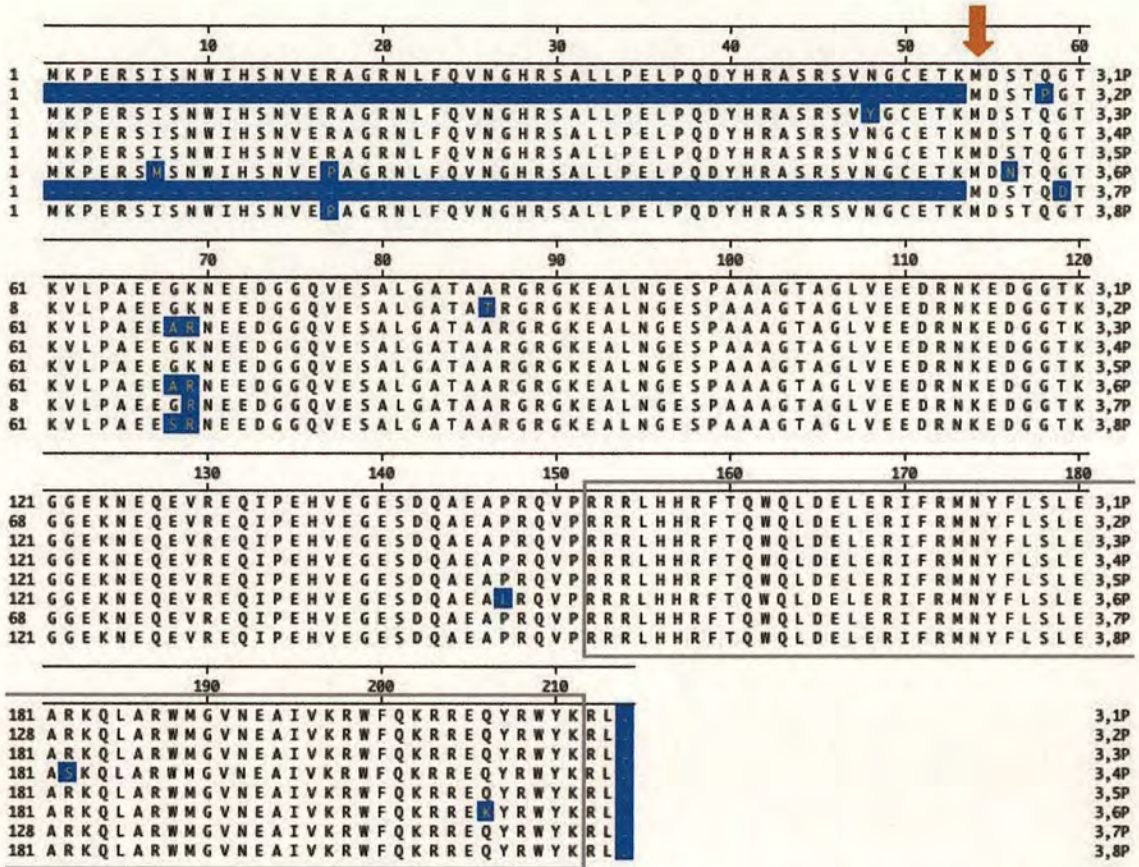 10 20 30 40 50 60
1 MKPERSISNWIHSNVERAGRNLFQVNGHRSALLPELPQDYHRASRSVNGCETKMDSTQGT 3,1P
1 MDSTPGT 3,2P
1 MKPERSISNWIHSNVERAGRNLFQVNGHRSALLPELPQDYHRASRSVYGCETKMDSTQGT 3,3P
1 MKPERSISNWIHSNVERAGRNLFQVNGHRSALLPELPQDYHRASRSVNGCETKMDSTQGT 3,4P
1 MKPERSISNWIHSNVERAGRNLFQVNGHRSALLPELPQDYHRASRSVNGCETKMDSTQGT 3,5P
1 MKPERSMSNWIHSNVEPAGRNLFQVNGHRSALLPELPQDYHRASRSVNGCETKMDNTQGT 3,6P
1 MDSTQDT 3,7P
1 MKPERSISNWIHSNVEPAGRNLFQVNGHRSALLPELPQDYHRASRSVNGCETKMDSTQGT 3,8P
70 80 90 100 110 120
61 KVLPAEEGKNEEDGGQVESALGATAARGRGKEALNGESPAAAGTAGLVEEDRNKEDGGTK 3,1P
8 KVLPAEEGKNEEDGGQVESALGATATRGRGKEALNGESPAAAGTAGLVEEDRNKEDGGTK 3,2P
61 KVLPAEEARNEEDGGQVESALGATAARGRGKEALNGESPAAAGTAGLVEEDRNKEDGGTK 3,3P
61 KVLPAEEGKNEEDGGQVESALGATAARGRGKEALNGESPAAAGTAGLVEEDRNKEDGGTK 3,4P
61 KVLPAEEGKNEEDGGQVESALGATAARGRGKEALNGESPAAAGTAGLVEEDRNKEDGGTK 3,5P
61 KVLPAEEARNEEDGGQVESALGATAARGRGKEALNGESPAAAGTAGLVEEDRNKEDGGTK 3,6P
8 KVLPAEEGRNEEDGGQVESALGATAARGRGKEALNGESPAAAGTAGLVEEDRNKEDGGTK 3,7P
61 KVLPAEESRNEEDGGQVESALGATAARGRGKEALNGESPAAAGTAGLVEEDRNKEDGGTK 3,8P
130 140 150 160 170 180
121 GGEKNEQEVREQIPEHVEGESDQAEAPRQVPRRRLHHRFTQWQLDELERIFRMNYFLSLE 3,1P
68 GGEKNEQEVREQIPEHVEGESDQAEAPRQVPRRRLHHRFTQWQLDELERIFRMNYFLSLE 3,2P
121 GGEKNEQEVREQIPEHVEGESDQAEAPRQVPRRRLHHRFTQWQLDELERIFRMNYFLSLE 3,3P
121 GGEKNEQEVREQIPEHVEGESDQAEAPRQVPRRRLHHRFTQWQLDELERIFRMNYFLSLE 3,4P
121 GGEKNEQEVREQIPEHVEGESDQAEAPRQVPRRRLHHRFTQWQLDELERIFRMNYFLSLE 3,5P
121 GGEKNEQEVREQIPEHVEGESDQAEAIRQVPRRRLHHRFTQWQLDELERIFRMNYFLSLE 3,6P
68 GGEKNEQEVREQIPEHVEGESDQAEAPRQVPRRRLHHRFTQWQLDELERIFRMNYFLSLE 3,7P
121 GGEKNEQEVREQIPEHVEGESDQAEAPRQVPRRRLHHRFTQWQLDELERIFRMNYFLSLE 3,8P
190 200 210
181 ARKQLARWMGVNEAIVKRWFQKRREQYRWYKRL 3,1P
128 ARKQLARWMGVNEAIVKRWFQKRREQYRWYKRL 3,2P
181 ARKQLARWMGVNEAIVKRWFQKRREQYRWYKRL 3,3P
181 ASKQLARWMGVNEAIVKRWFQKRREQYRWYKRL 3,4P
181 ARKQLARWMGVNEAIVKRWFQKRREQYRWYKRL 3,5P
181 ARKQLARWMGVNEAIVKRWFQKRREKYRWYKRL 3,6P
128 ARKQLARWMGVNEAIVKRWFQKRREQYRWYKRL 3,7P
181 ARKQLARWMGVNEAIVKRWFQKRREQYRWYKRL 3,8P